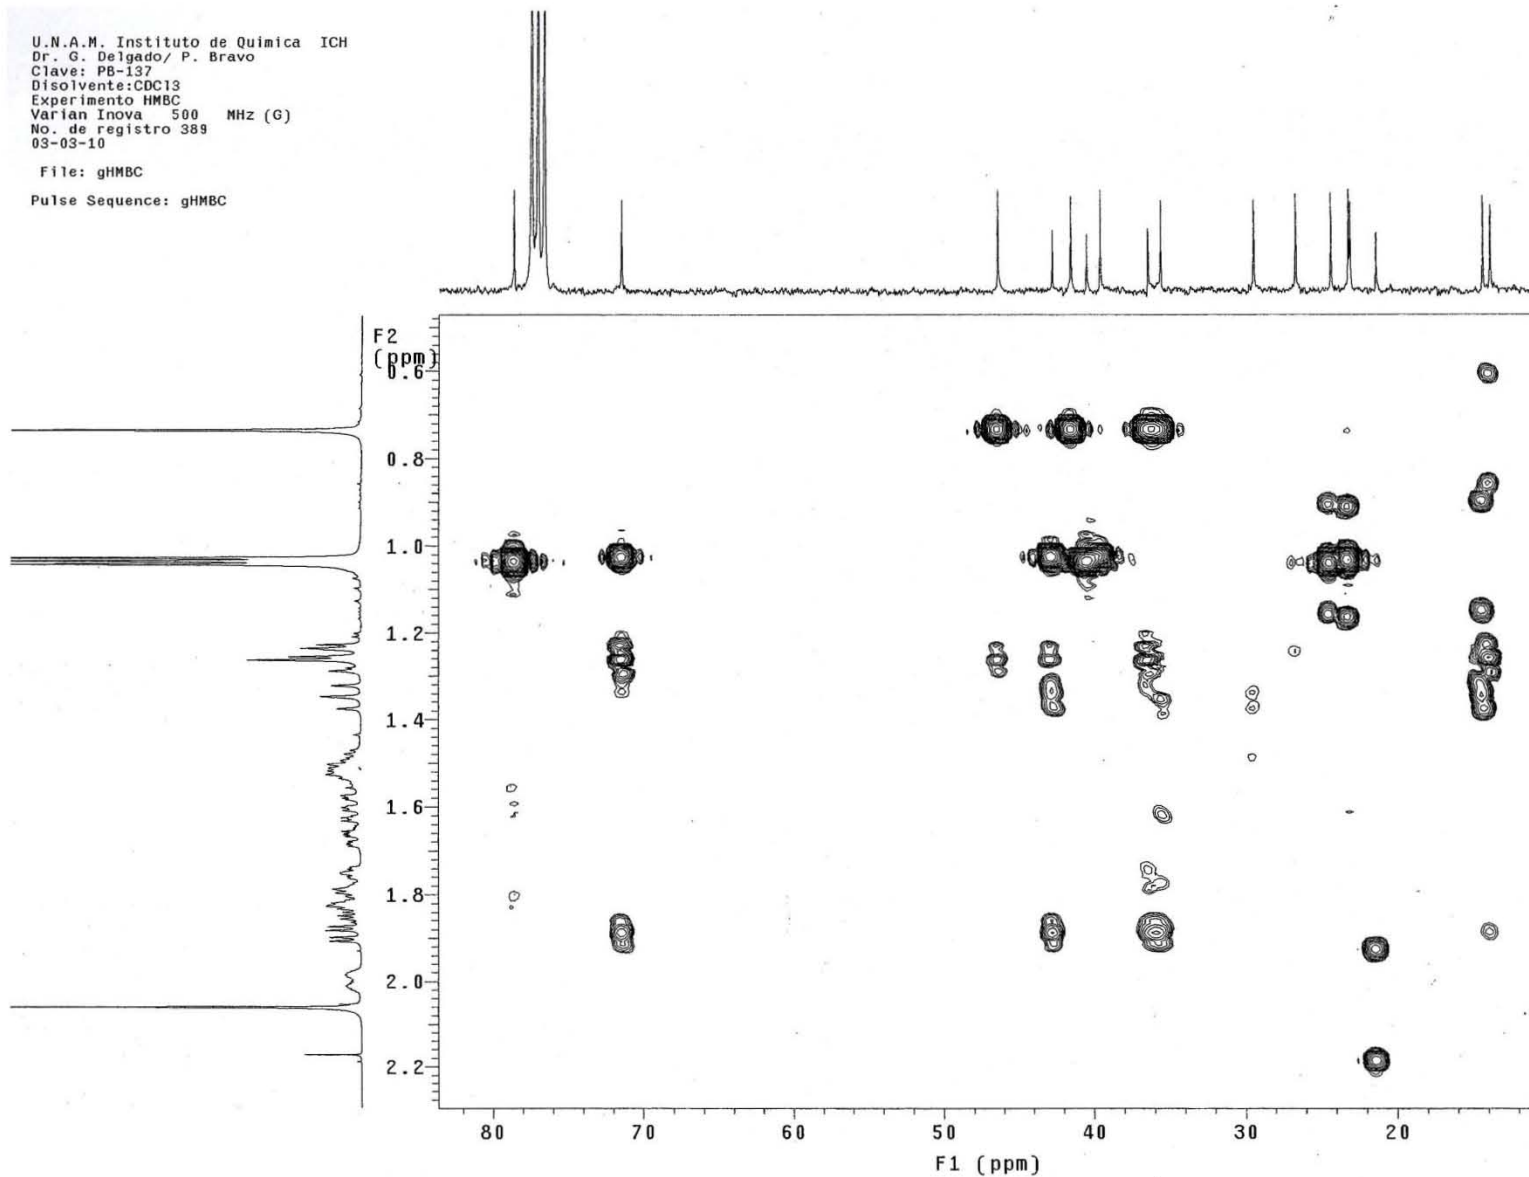 U.N.A.M. Instituto de Quimica ICH
Dr. G. Delgado/ P. Bravo
Clave: PB-137
Disolvente:CDCl3
Experimento HMBC
Varian Inova 500 MHz (G)
No. de registro 389
03-03-10
File: gHMBC
Pulse Sequence: gHMBC
F2
(ppm)
0.6
0.8
1.0
1.2
1.4
1.6
1.8
2.0
2.2
80 70 60 50 40 30 20
F1 (ppm)